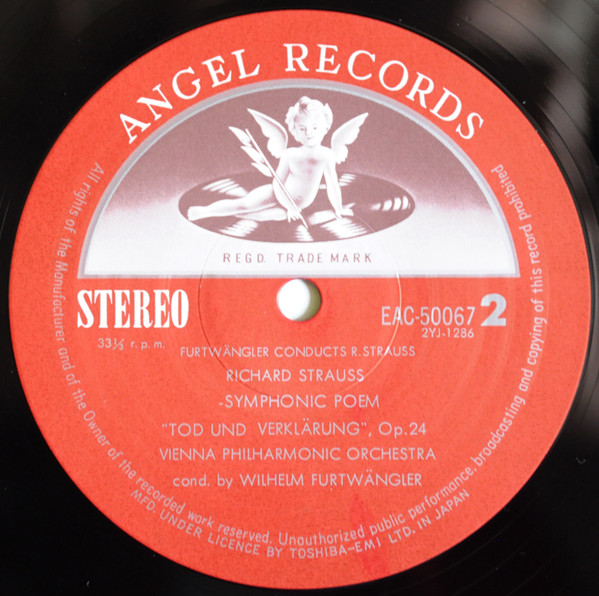 ANGEL RECORDS
REGD. TRADE MARK
STEREO
33⅓ r.p.m.
EAC-50067 2
2YJ-1286
FURTWÄNGLER CONDUCTS R.STRAUSS
RICHARD STRAUSS
-SYMPHONIC POEM
"TOD UND VERKLÄRUNG", Op.24
VIENNA PHILHARMONIC ORCHESTRA
cond. by WILHELM FURTWÄNGLER
All rights of the Manufacturer and of the Owner of the recorded work reserved. Unauthorized public performance, broadcasting and copying of this record prohibited
MFD. UNDER LICENCE BY TOSHIBA-EMI LTD. IN JAPAN